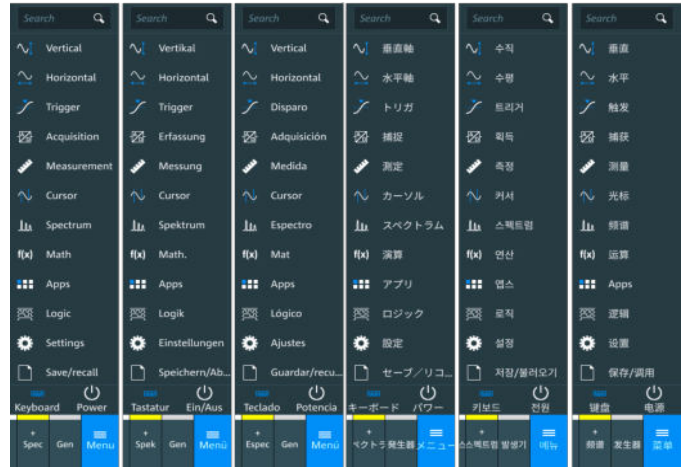 Search
Vertical
Horizontal
Trigger
Acquisition
Measurement
Cursor
Spectrum
f(x) Math
Apps
Logic
Settings
Save/recall
Keyboard Power
+
Spec Gen Menu
Search
Vertikal
Horizontal
Trigger
Erfassung
Messung
Cursor
Spektrum
f(x) Math.
Apps
Logik
Einstellungen
Speichern/Ab...
Tastatur Ein/Aus
+
Spek Gen Menü
Search
Vertical
Horizontal
Disparo
Adquisición
Medida
Cursor
Espectro
f(x) Mat
Apps
Lógico
Ajustes
Guardar/recu...
Teclado Potencia
+
Espec Gen Menú
Search
垂直軸
水平軸
トリガ
捕捉
測定
カーソル
スペクトラム
f(x) 演算
アプリ
ロジック
設定
セーブ／リコ...
キーボード パワー
+
ペクトラ 発生器 メニュー
Search
수직
수평
트리거
획득
측정
커서
스펙트럼
f(x) 연산
앱스
로직
설정
저장/불러오기
키보드 전원
+
스펙트럼 발생기 메뉴
Search
垂直
水平
触发
捕获
测量
光标
频谱
f(x) 运算
Apps
逻辑
设置
保存/调用
键盘 电源
+
频谱 发生器 菜单